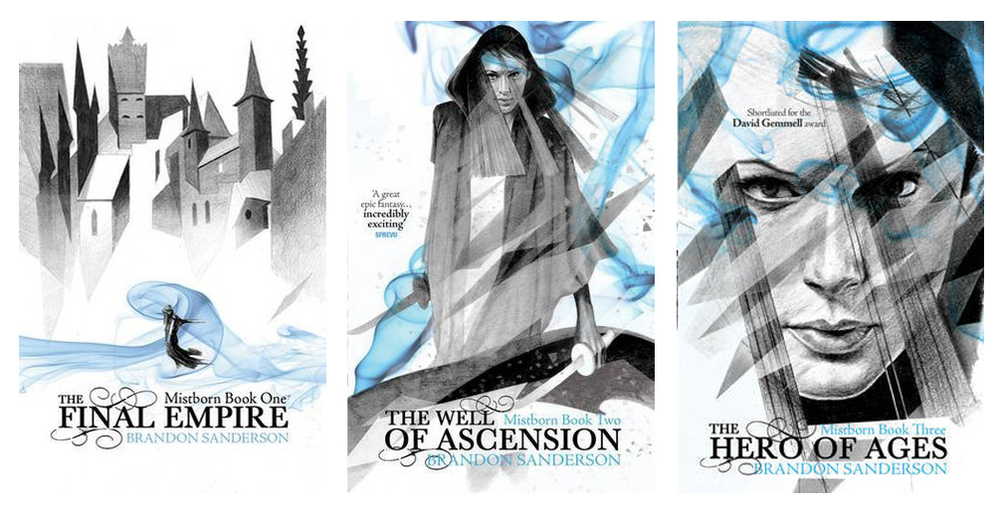 THE Mistborn Book One
FINAL EMPIRE
BRANDON SANDERSON
'A great
epic fantasy...
incredibly
exciting'
SFREVU
THE WELL Mistborn Book Two
OF ASCENSION
BRANDON SANDERSON
Shortlisted for the
David Gemmell award
THE Mistborn Book Three
HERO OF AGES
BRANDON SANDERSON